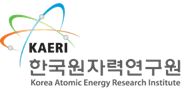 KAERI
한국원자력연구원
Korea Atomic Energy Research Institute